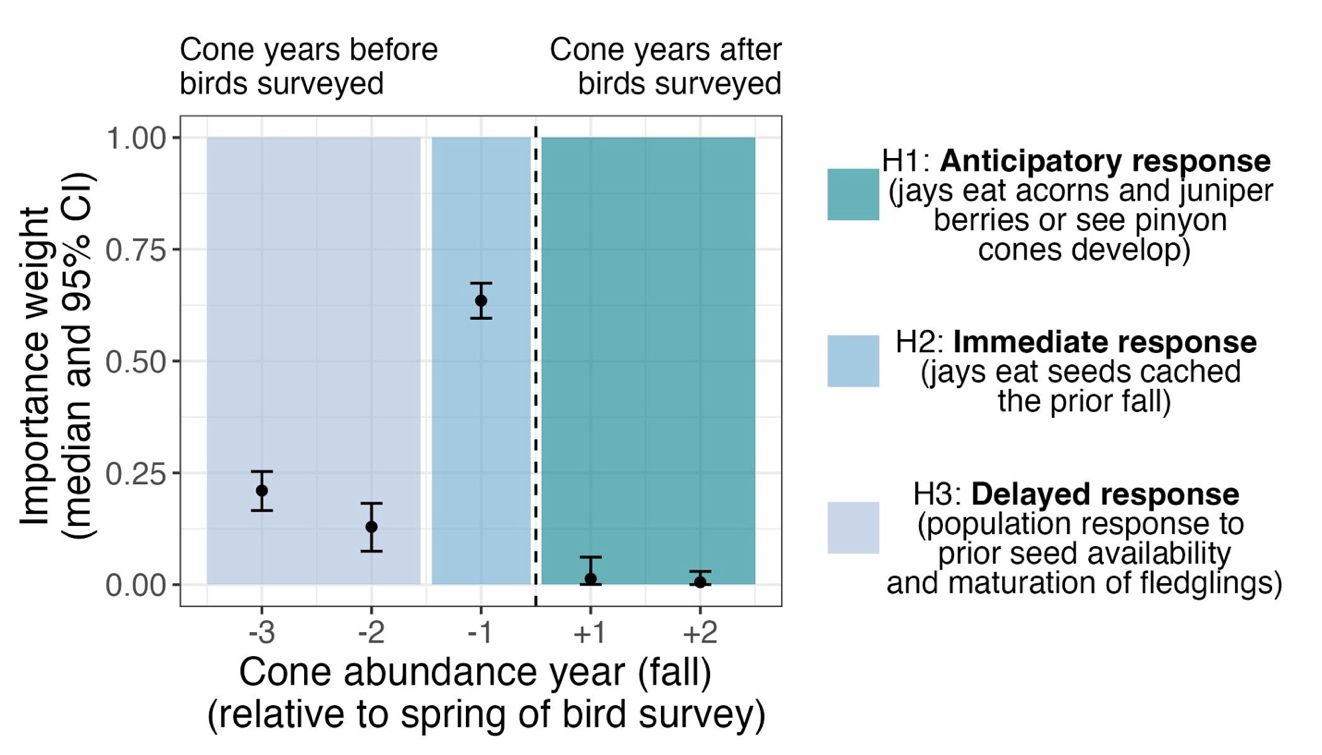 Cone years before
birds surveyed
Cone years after
birds surveyed
Importance weight
(median and 95% CI)
1.00
0.75
0.50
0.25
0.00
-3
-2
-1
+1
+2
Cone abundance year (fall)
(relative to spring of bird survey)
H1: Anticipatory response
(jays eat acorns and juniper
berries or see pinyon
cones develop)
H2: Immediate response
(jays eat seeds cached
the prior fall)
H3: Delayed response
(population response to
prior seed availability
and maturation of fledglings)